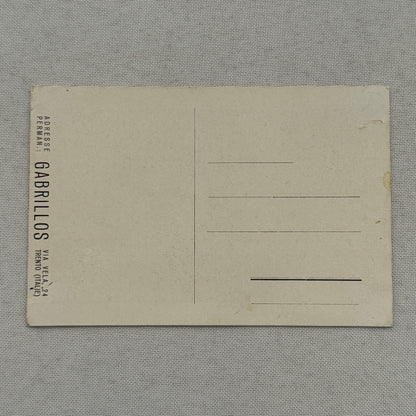 ADRESSE
PERMAN.:
GABRILLOS
VIA VELA, 24
TRENTO (ITALIE)